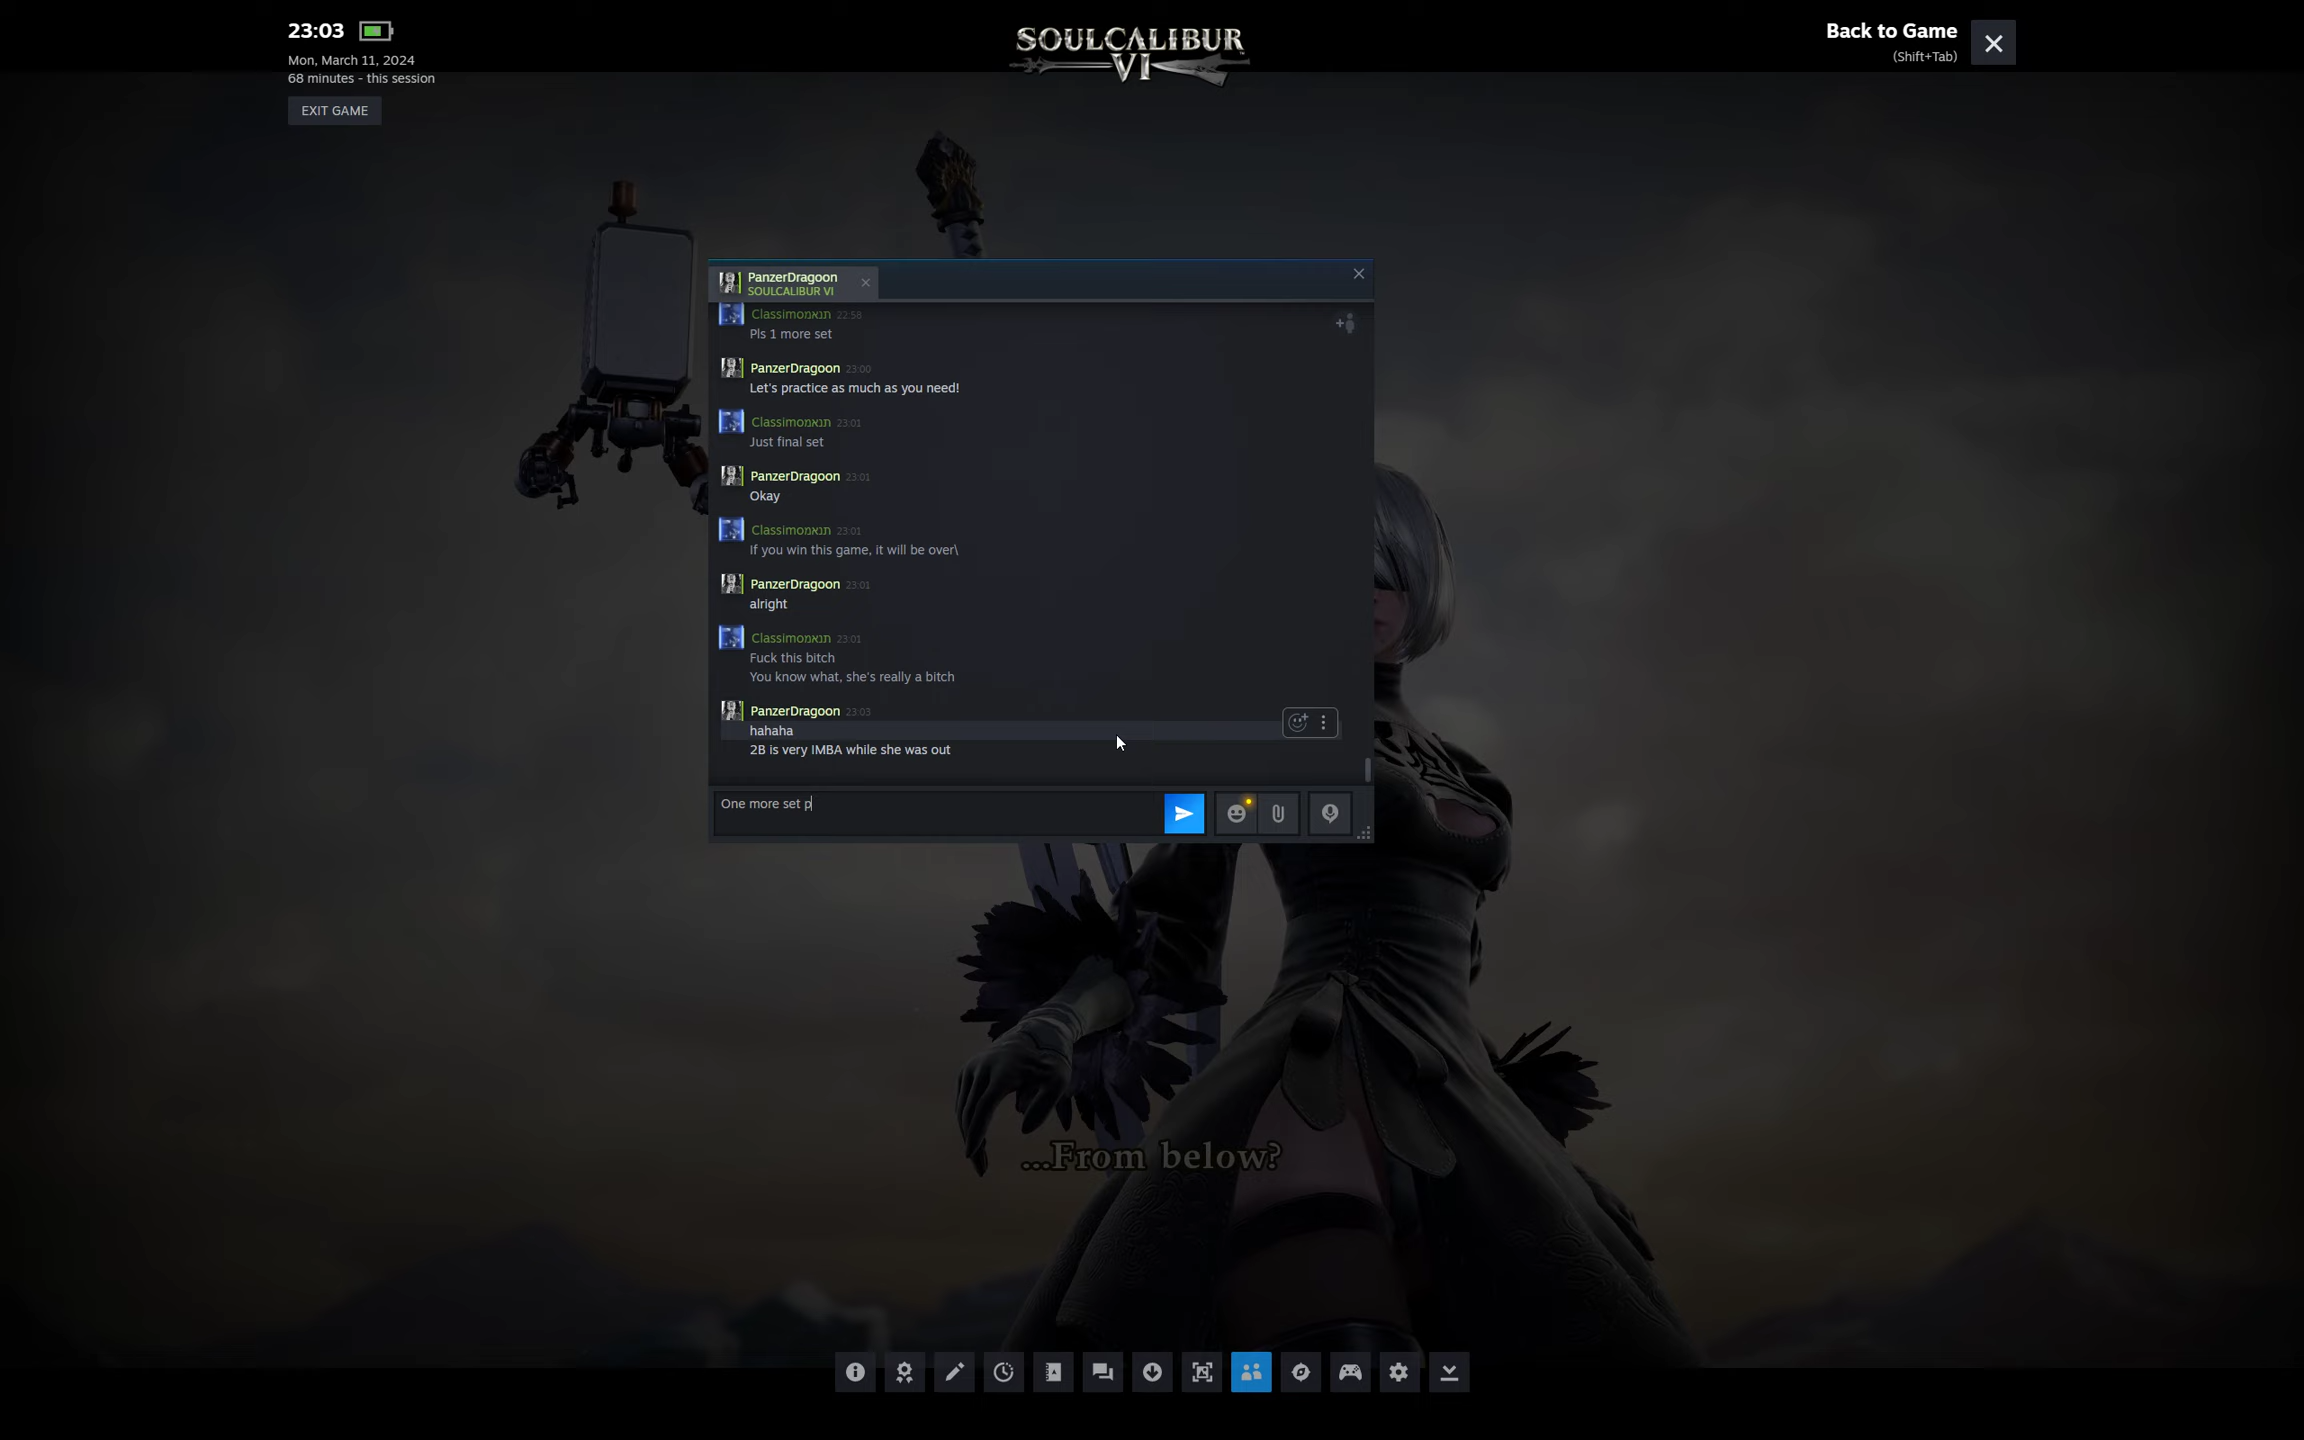 23:03
Mon, March 11, 2024
68 minutes - this session
EXIT GAME
SOULCALIBUR
VI
Back to Game
(Shift+Tab)
PanzerDragoon
SOULCALIBUR VI
Classimoתנאמ 22:58
Pls 1 more set
PanzerDragoon 23:00
Let's practice as much as you need!
Classimoתנאמ 23:01
Just final set
PanzerDragoon 23:01
Okay
Classimoתנאמ 23:01
If you win this game, it will be over\
PanzerDragoon 23:01
alright
Classimoתנאמ 23:01
Fuck this bitch
You know what, she's really a bitch
PanzerDragoon 23:03
hahaha
2B is very IMBA while she was out
One more set p
...From below?